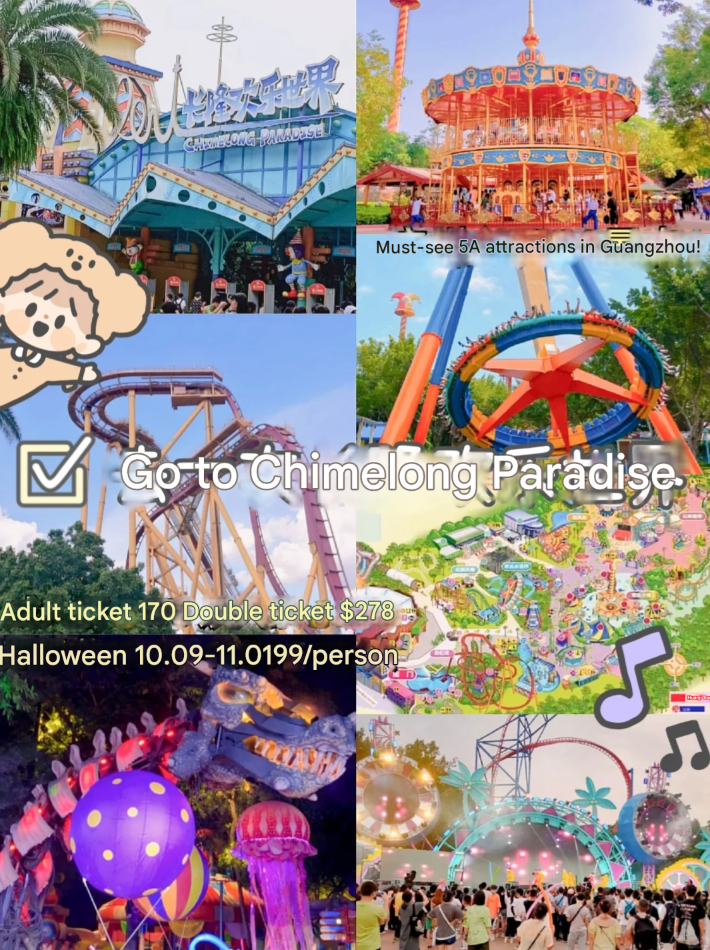 长隆欢乐世界
CHIMELONG PARADISE
Must-see 5A attractions in Guangzhou!
Go to Chimelong Paradise
Adult ticket 170 Double ticket $278
Halloween 10.09-11.0199/person